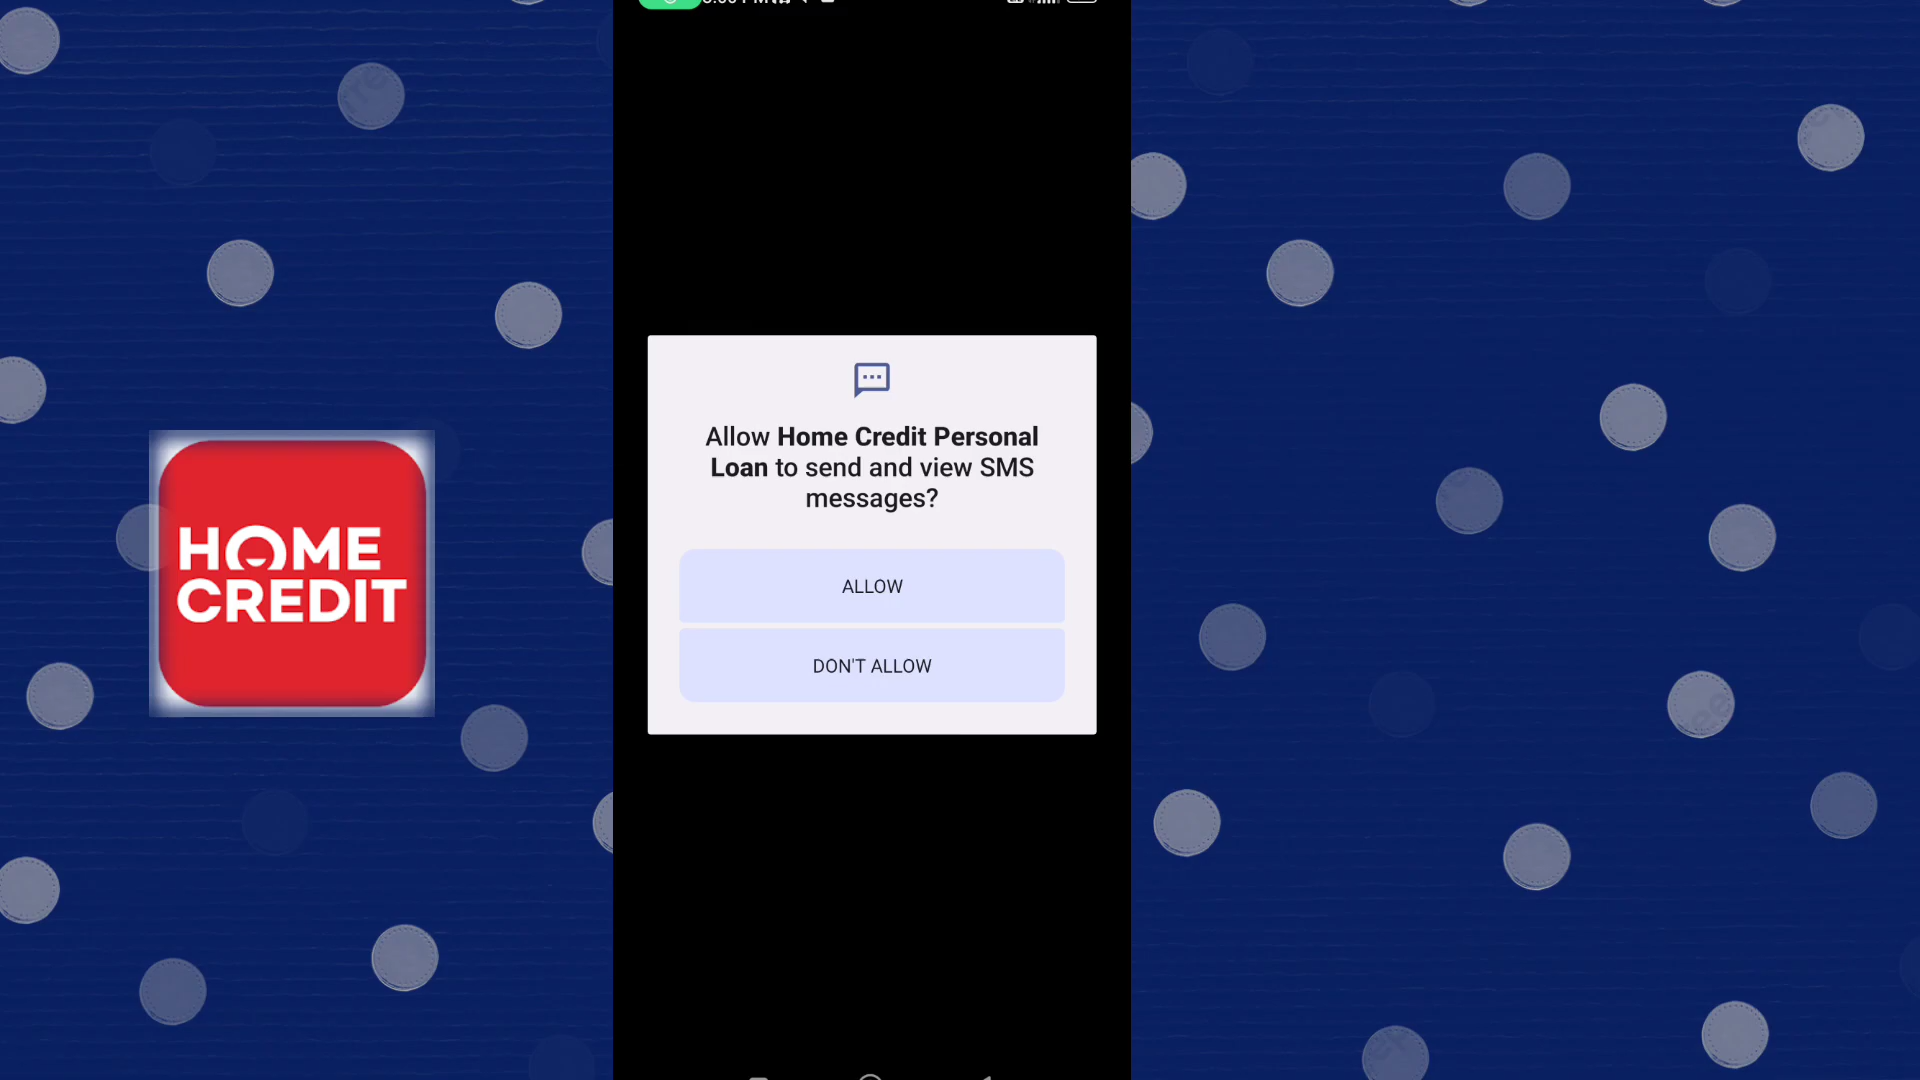 HOME
CREDIT
Allow Home Credit Personal
Loan to send and view SMS
messages?
ALLOW
DON'T ALLOW